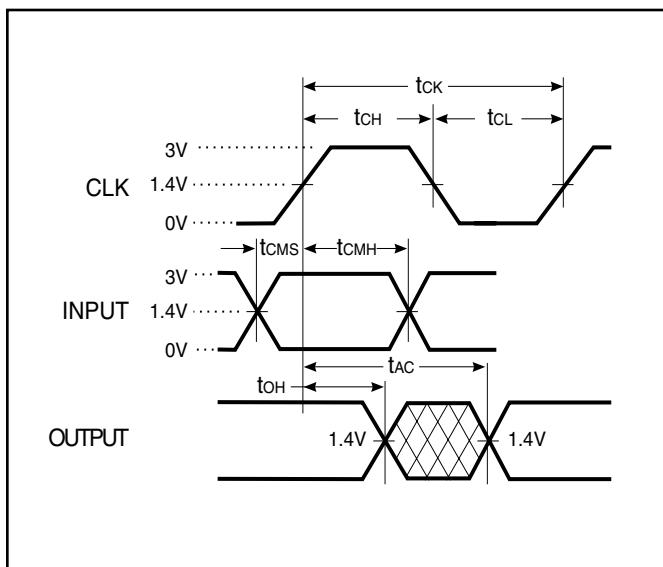 tCK
tCH tCL
3V
CLK 1.4V
0V
tCMS tCMH
3V
INPUT 1.4V
0V
tAC
tOH
OUTPUT 1.4V 1.4V